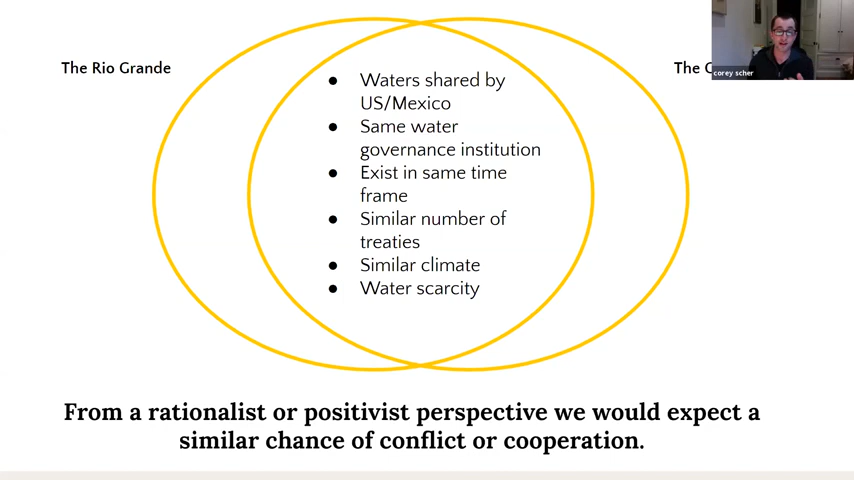 The Rio Grande
The
corey scher
● Waters shared by
US/Mexico
● Same water
governance institution
● Exist in same time
frame
● Similar number of
treaties
● Similar climate
● Water scarcity
From a rationalist or positivist perspective we would expect a
similar chance of conflict or cooperation.